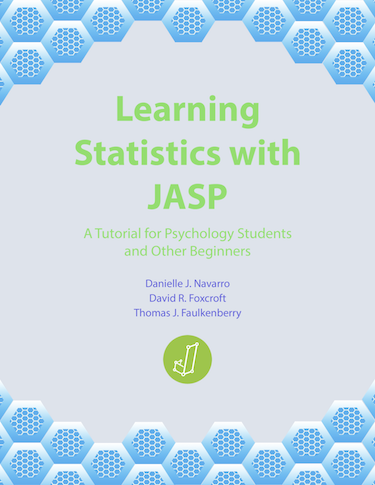 Learning
Statistics with
JASP
A Tutorial for Psychology Students
and Other Beginners
Danielle J. Navarro
David R. Foxcroft
Thomas J. Faulkenberry